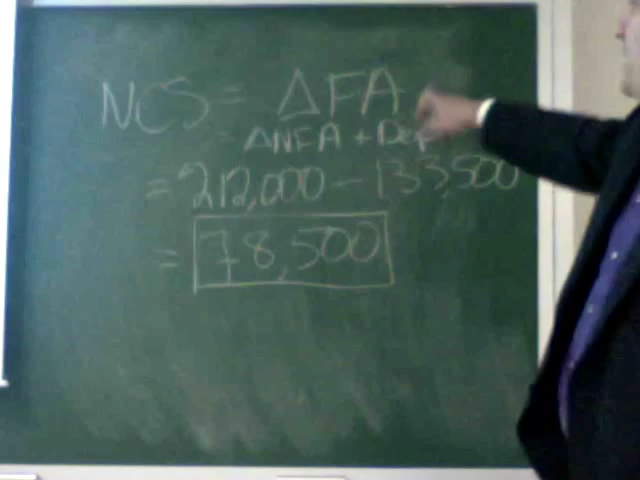 NCS = ΔFA
ΔNFA + Dep
= 212,000 - 133,500
= 78,500